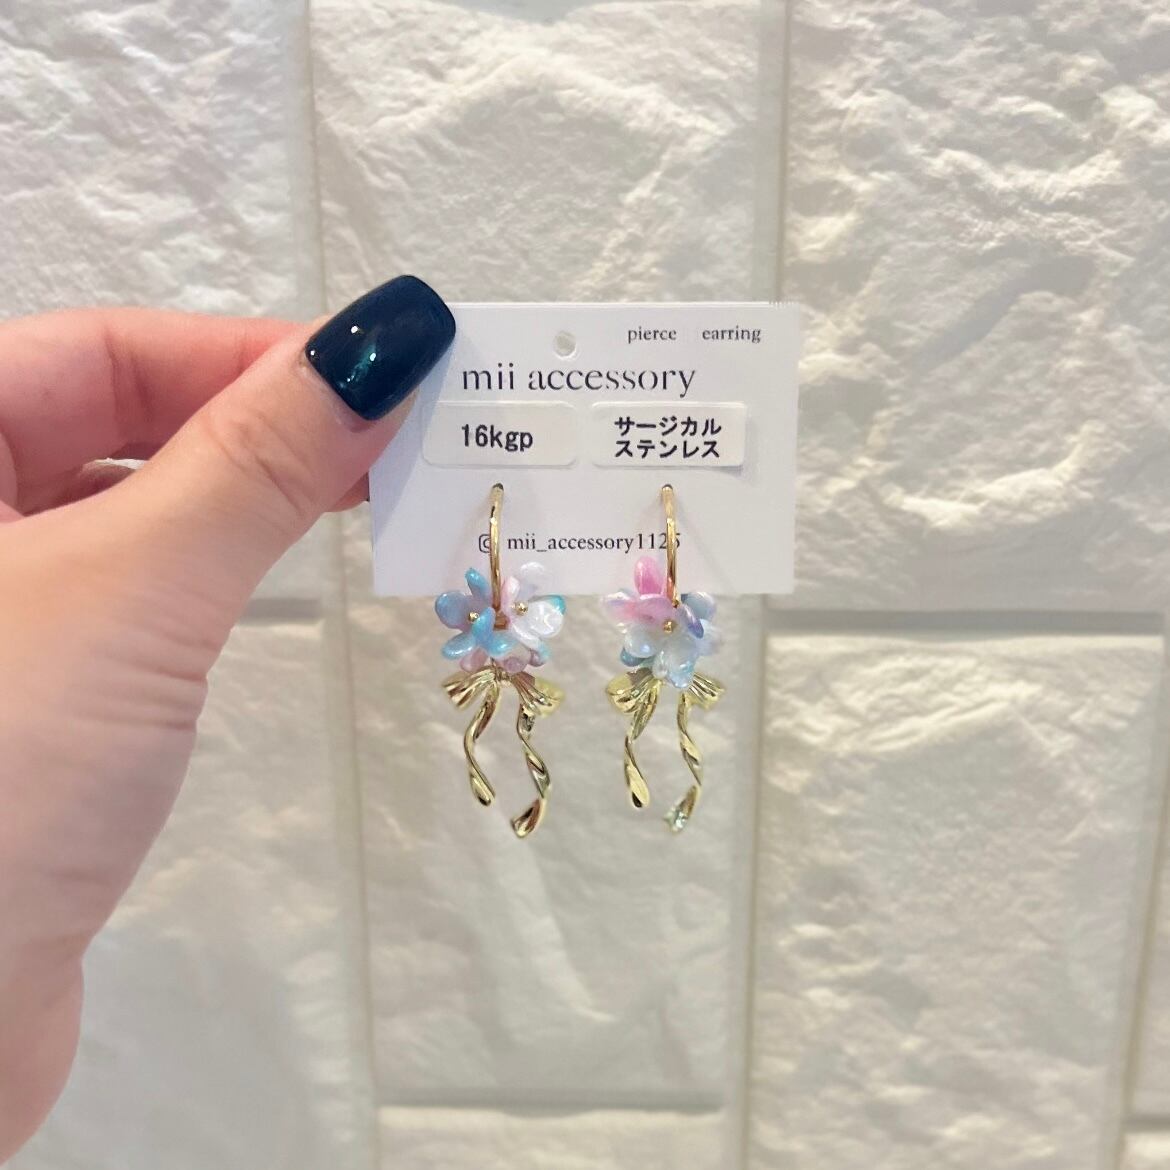 pierce earring
mii accessory
16kgp
サージカル
ステンレス
@ mii_accessory1125